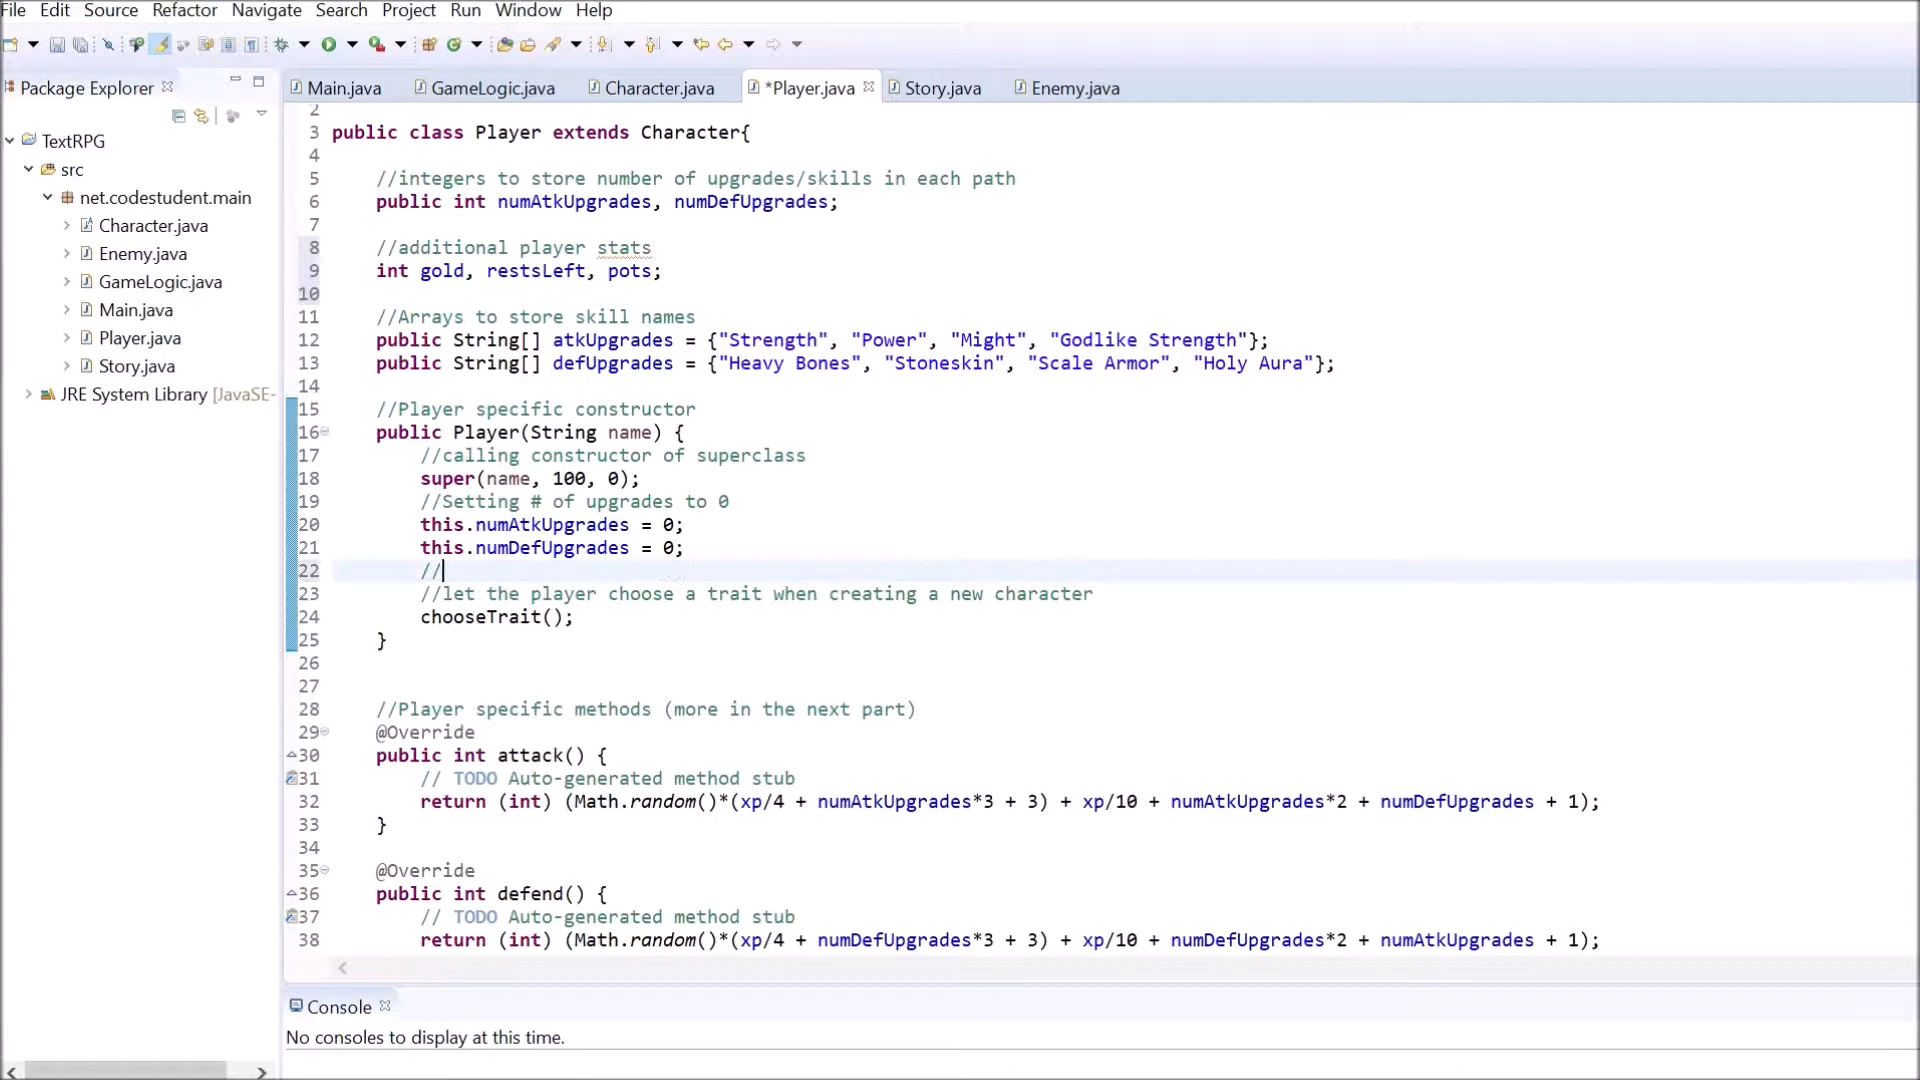 File Edit Source Refactor Navigate Search Project Run Window Help
Package Explorer
TextRPG
src
net.codestudent.main
Character.java
Enemy.java
GameLogic.java
Main.java
Player.java
Story.java
JRE System Library [JavaSE-
Main.java GameLogic.java Character.java *Player.java Story.java Enemy.java
2
3 public class Player extends Character{
4
5 //integers to store number of upgrades/skills in each path
6 public int numAtkUpgrades, numDefUpgrades;
7
8 //additional player stats
9 int gold, restsLeft, pots;
10
11 //Arrays to store skill names
12 public String[] atkUpgrades = {"Strength", "Power", "Might", "Godlike Strength"};
13 public String[] defUpgrades = {"Heavy Bones", "Stoneskin", "Scale Armor", "Holy Aura"};
14
15 //Player specific constructor
16 public Player(String name) {
17 //calling constructor of superclass
18 super(name, 100, 0);
19 //Setting # of upgrades to 0
20 this.numAtkUpgrades = 0;
21 this.numDefUpgrades = 0;
22 //
23 //let the player choose a trait when creating a new character
24 chooseTrait();
25 }
26
27
28 //Player specific methods (more in the next part)
29 @Override
30 public int attack() {
31 // TODO Auto-generated method stub
32 return (int) (Math.random()*(xp/4 + numAtkUpgrades*3 + 3) + xp/10 + numAtkUpgrades*2 + numDefUpgrades + 1);
33 }
34
35 @Override
36 public int defend() {
37 // TODO Auto-generated method stub
38 return (int) (Math.random()*(xp/4 + numDefUpgrades*3 + 3) + xp/10 + numDefUpgrades*2 + numAtkUpgrades + 1);
Console
No consoles to display at this time.